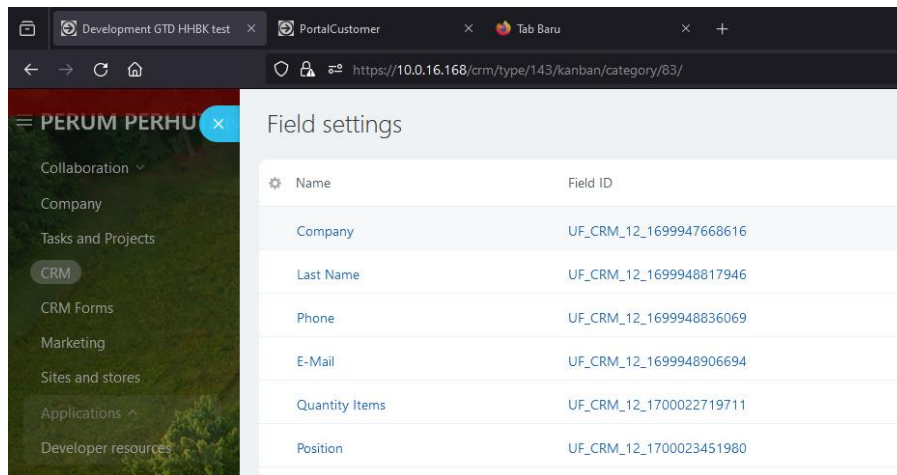 Development GTD HHBK test
PortalCustomer
Tab Baru
https://10.0.16.168/crm/type/143/kanban/category/83/
PERUM PERHU
Collaboration
Company
Tasks and Projects
CRM
CRM Forms
Marketing
Sites and stores
Applications
Developer resources
Field settings
Name Field ID
Company UF_CRM_12_1699947668616
Last Name UF_CRM_12_1699948817946
Phone UF_CRM_12_1699948836069
E-Mail UF_CRM_12_1699948906694
Quantity Items UF_CRM_12_1700022719711
Position UF_CRM_12_1700023451980